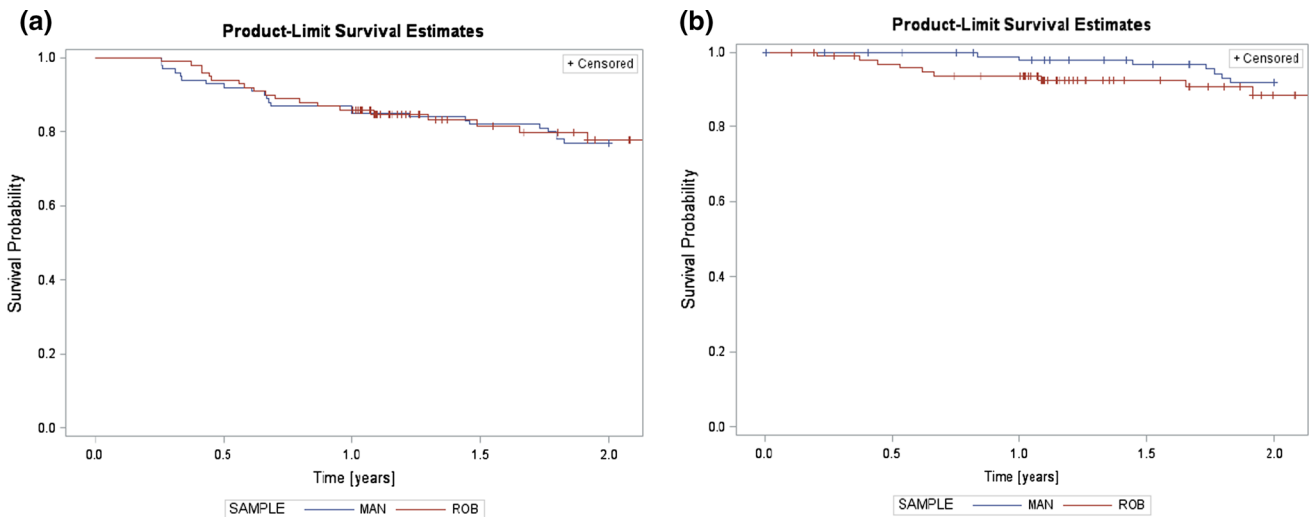 (a)
Product-Limit Survival Estimates
+ Censored
Survival Probability
1.0
0.8
0.6
0.4
0.2
0.0
0.0 0.5 1.0 1.5 2.0
Time [years]
SAMPLE MAN ROB
(b)
Product-Limit Survival Estimates
+ Censored
Survival Probability
1.0
0.8
0.6
0.4
0.2
0.0
0.0 0.5 1.0 1.5 2.0
Time [years]
SAMPLE MAN ROB